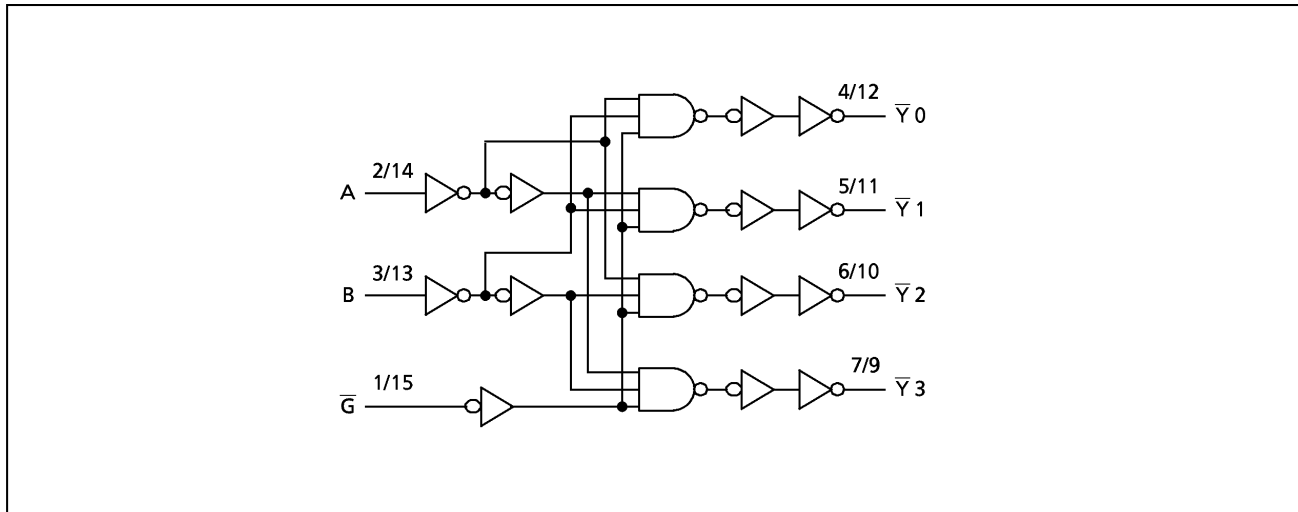 4/12
Y̅ 0
2/14
A
5/11
Y̅ 1
3/13
B
6/10
Y̅ 2
1/15
G̅
7/9
Y̅ 3